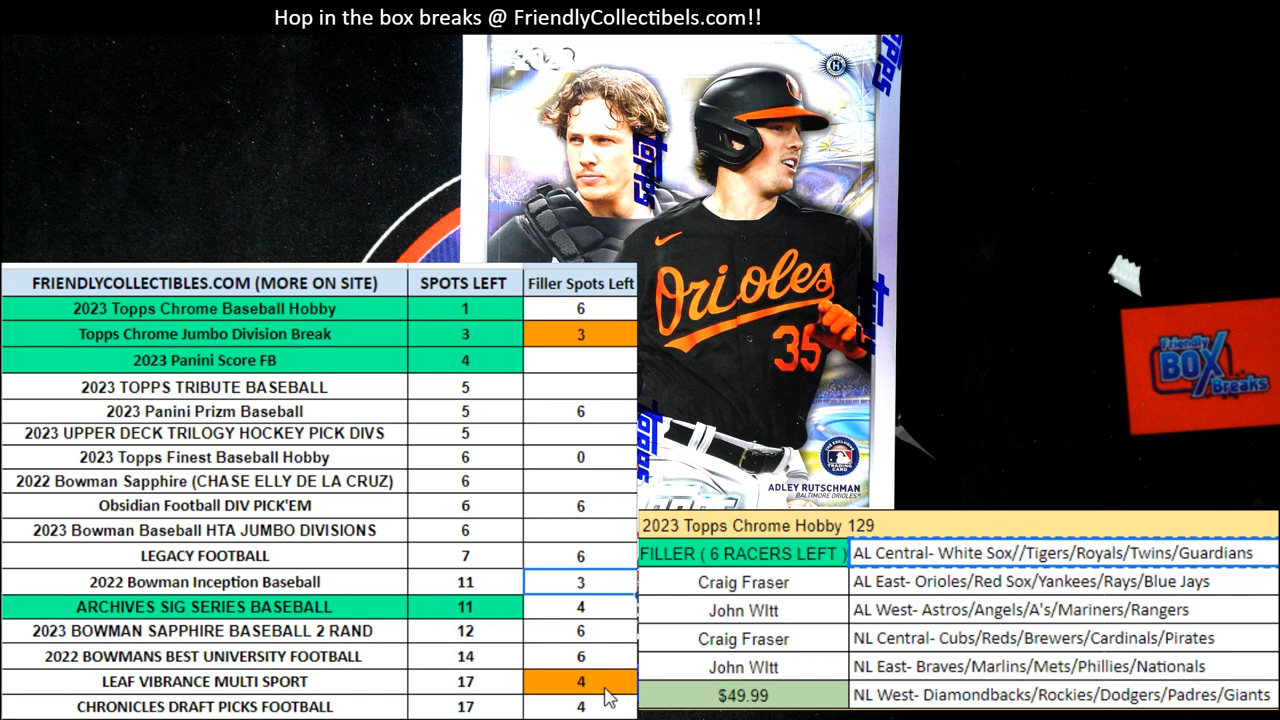 Hop in the box breaks @ FriendlyCollectibels.com!!
2023
Topps
Topps
Orioles
35
ADLEY RUTSCHMAN
BALTIMORE ORIOLES
Friendly
BOX
Breaks
FRIENDLYCOLLECTIBLES.COM (MORE ON SITE) SPOTS LEFT Filler Spots Left
2023 Topps Chrome Baseball Hobby 1 6
Topps Chrome Jumbo Division Break 3 3
2023 Panini Score FB 4
2023 TOPPS TRIBUTE BASEBALL 5
2023 Panini Prizm Baseball 5 6
2023 UPPER DECK TRILOGY HOCKEY PICK DIVS 5
2023 Topps Finest Baseball Hobby 6 0
2022 Bowman Sapphire (CHASE ELLY DE LA CRUZ) 6
Obsidian Football DIV PICK'EM 6 6
2023 Bowman Baseball HTA JUMBO DIVISIONS 6
LEGACY FOOTBALL 7 6
2022 Bowman Inception Baseball 11 3
ARCHIVES SIG SERIES BASEBALL 11 4
2023 BOWMAN SAPPHIRE BASEBALL 2 RAND 12 6
2022 BOWMANS BEST UNIVERSITY FOOTBALL 14 6
LEAF VIBRANCE MULTI SPORT 17 4
CHRONICLES DRAFT PICKS FOOTBALL 17 4
2023 Topps Chrome Hobby 129
FILLER ( 6 RACERS LEFT ) AL Central- White Sox//Tigers/Royals/Twins/Guardians
Craig Fraser AL East- Orioles/Red Sox/Yankees/Rays/Blue Jays
John WItt AL West- Astros/Angels/A's/Mariners/Rangers
Craig Fraser NL Central- Cubs/Reds/Brewers/Cardinals/Pirates
John WItt NL East- Braves/Marlins/Mets/Phillies/Nationals
$49.99 NL West- Diamondbacks/Rockies/Dodgers/Padres/Giants